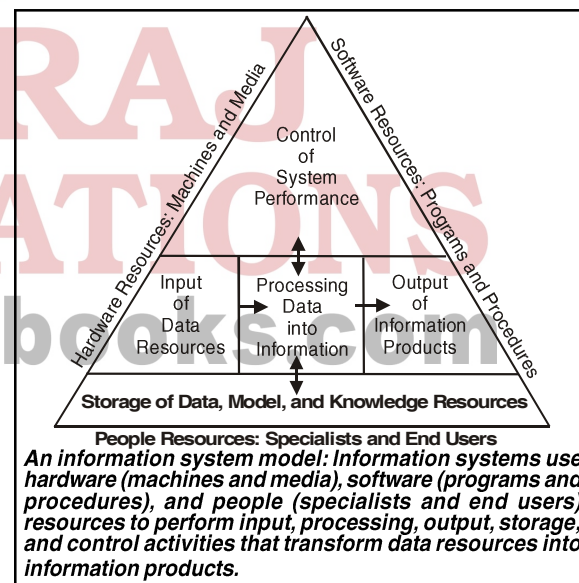 RAJ
ATIONS
books.com
Hardware Resources: Machines and Media
Software Resources: Programs and Procedures
Control
of
System
Performance
Input
of
Data
Resources
Processing
Data
into
Information
Output
of
Information
Products
Storage of Data, Model, and Knowledge Resources
People Resources: Specialists and End Users
An information system model: Information systems use
hardware (machines and media), software (programs and
procedures), and people (specialists and end users)
resources to perform input, processing, output, storage,
and control activities that transform data resources into
information products.